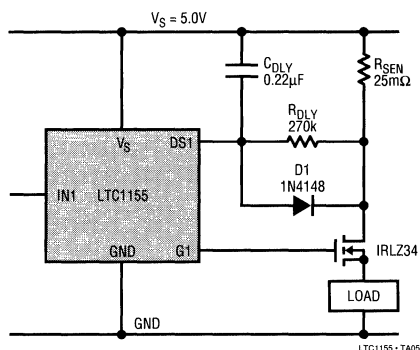 V_S = 5.0V
C_DLY
0.22µF
R_SEN
25mΩ
R_DLY
270k
V_S
DS1
D1
1N4148
IN1
LTC1155
GND
G1
IRLZ34
LOAD
GND
LTC1155 • TA05